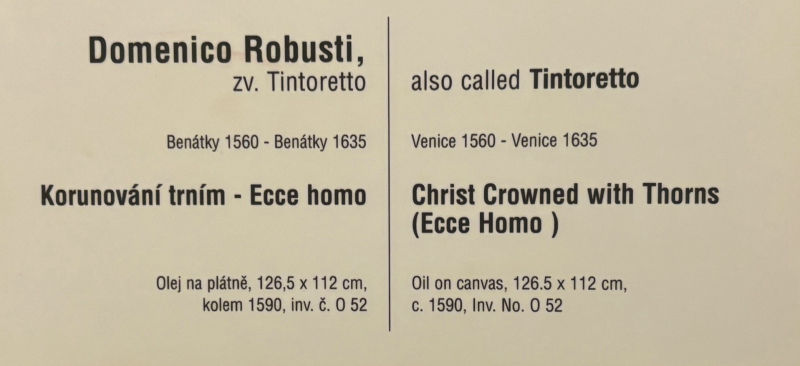 Domenico Robusti,
zv. Tintoretto
Benátky 1560 - Benátky 1635
Korunování trním - Ecce homo
Olej na plátně, 126,5 x 112 cm,
kolem 1590, inv. č. O 52
also called Tintoretto
Venice 1560 - Venice 1635
Christ Crowned with Thorns
(Ecce Homo )
Oil on canvas, 126.5 x 112 cm,
c. 1590, Inv. No. O 52